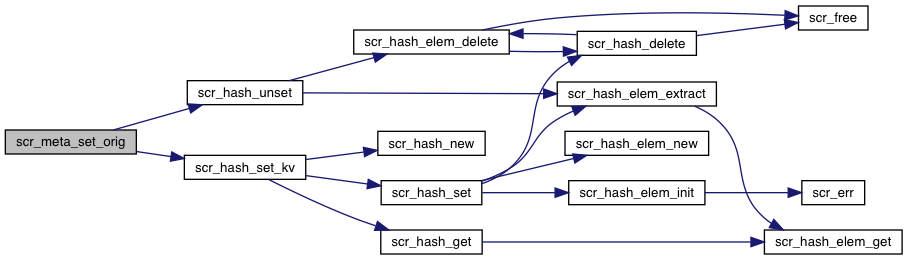 scr_free
scr_hash_elem_delete
scr_hash_delete
scr_hash_unset
scr_hash_elem_extract
scr_meta_set_orig
scr_hash_new
scr_hash_elem_new
scr_hash_set_kv
scr_hash_set
scr_hash_elem_init
scr_err
scr_hash_get
scr_hash_elem_get